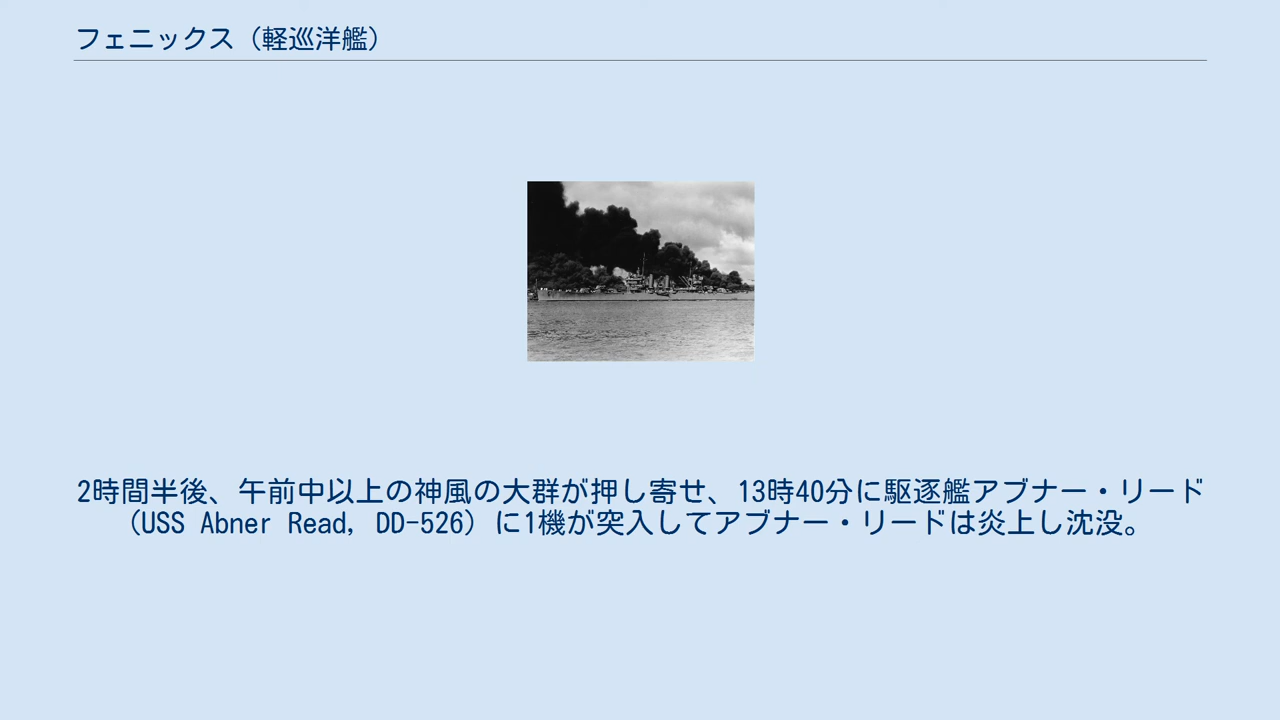 フェニックス（軽巡洋艦）
2時間半後、午前中以上の神風の大群が押し寄せ、13時40分に駆逐艦アブナー・リード
（USS Abner Read, DD-526）に1機が突入してアブナー・リードは炎上し沈没。